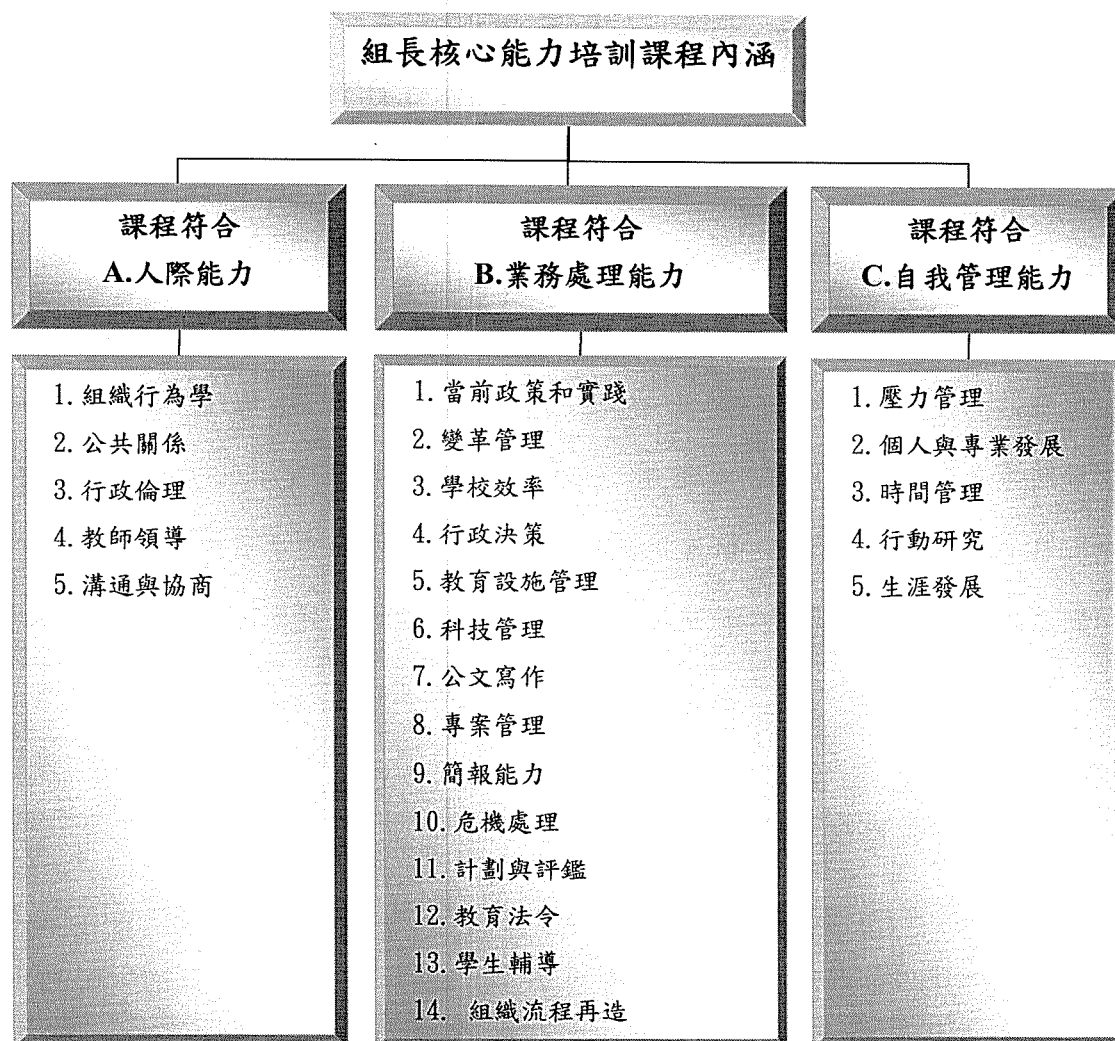 組長核心能力培訓課程內涵
課程符合
A.人際能力
課程符合
B.業務處理能力
課程符合
C.自我管理能力
1.組織行為學
2.公共關係
3.行政倫理
4.教師領導
5.溝通與協商
1.當前政策和實踐
2.變革管理
3.學校效率
4.行政決策
5.教育設施管理
6.科技管理
7.公文寫作
8.專案管理
9.簡報能力
10.危機處理
11.計劃與評鑑
12.教育法令
13.學生輔導
14. 組織流程再造
1.壓力管理
2.個人與專業發展
3.時間管理
4.行動研究
5.生涯發展